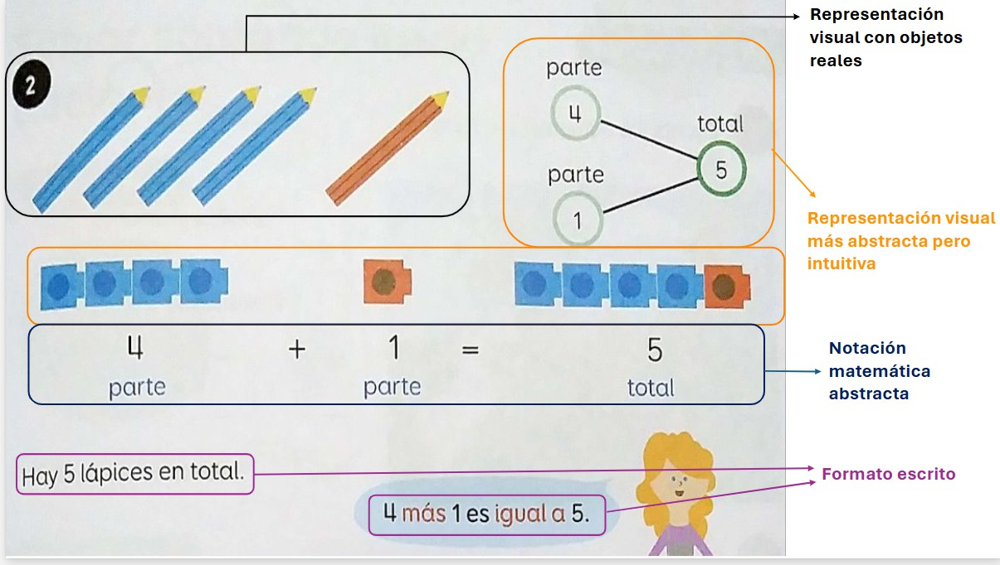 Representación
visual con objetos
reales
2
parte
4
total
5
parte
1
Representación visual
más abstracta pero
intuitiva
4 + 1 = 5
parte parte total
Notación
matemática
abstracta
Hay 5 lápices en total.
4 más 1 es igual a 5.
Formato escrito